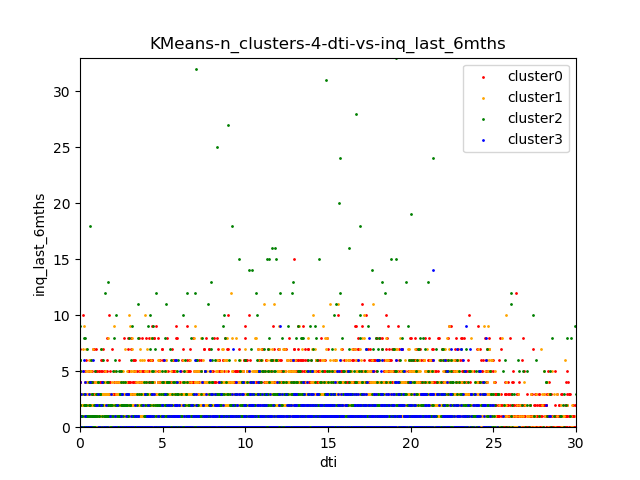 KMeans-n_clusters-4-dti-vs-inq_last_6mths
cluster0
cluster1
cluster2
cluster3
inq_last_6mths
30
25
20
15
10
5
0
0 5 10 15 20 25 30
dti